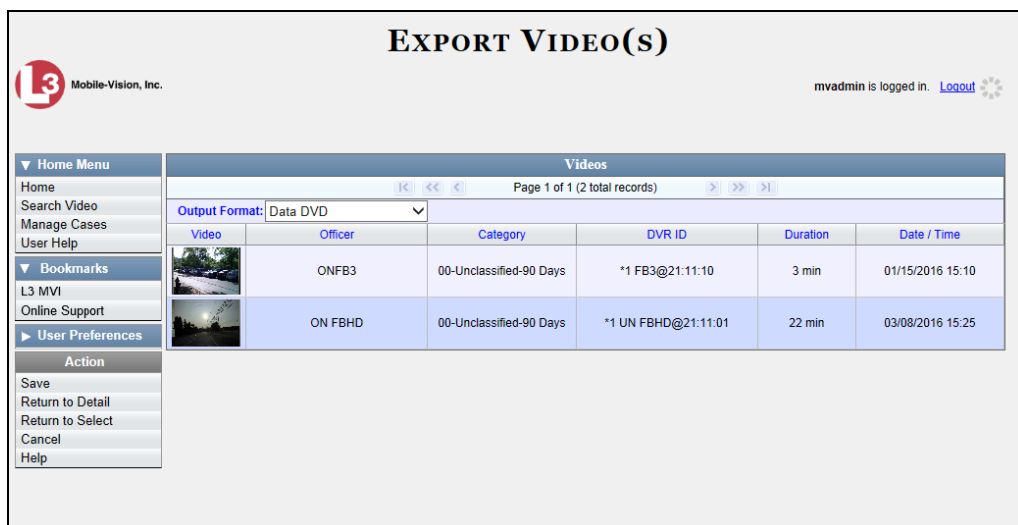 EXPORT VIDEO(S)
L3 Mobile-Vision, Inc.
mvadmin is logged in. Logout
Home Menu
Home
Search Video
Manage Cases
User Help
Bookmarks
L3 MVI
Online Support
User Preferences
Action
Save
Return to Detail
Return to Select
Cancel
Help
Videos
Page 1 of 1 (2 total records)
Output Format: Data DVD
Video Officer Category DVR ID Duration Date / Time
ONFB3 00-Unclassified-90 Days *1 FB3@21:11:10 3 min 01/15/2016 15:10
ON FBHD 00-Unclassified-90 Days *1 UN FBHD@21:11:01 22 min 03/08/2016 15:25